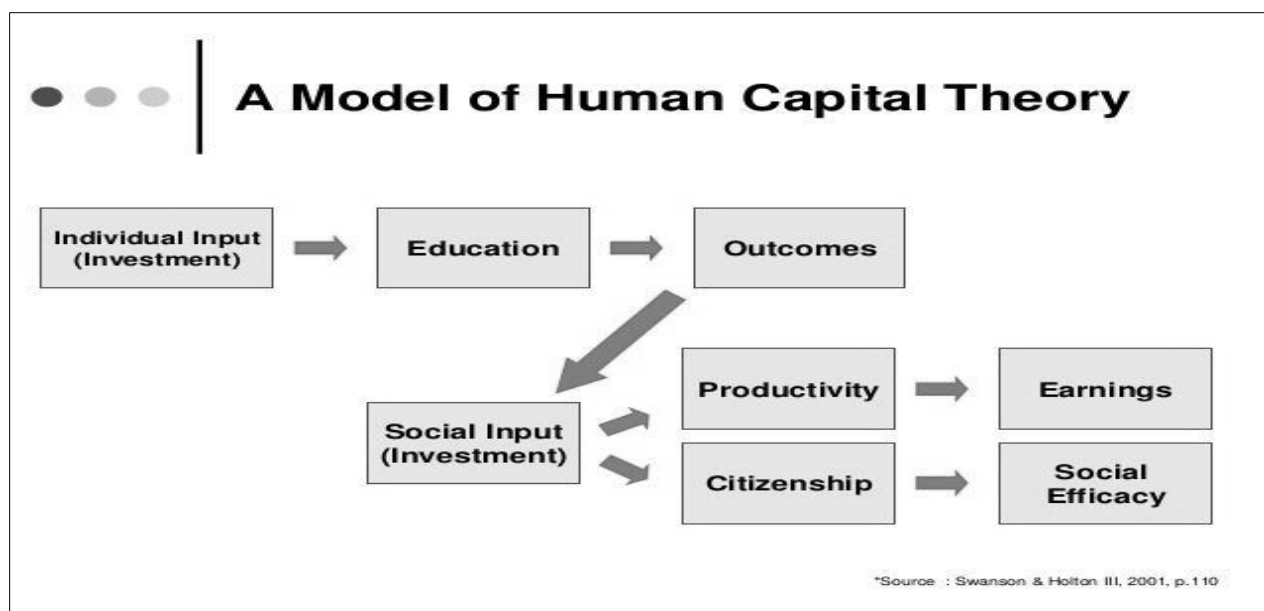 A Model of Human Capital Theory
Individual Input
(Investment)
Education
Outcomes
Social Input
(Investment)
Productivity
Earnings
Citizenship
Social
Efficacy
*Source : Swanson & Holton III, 2001, p.110